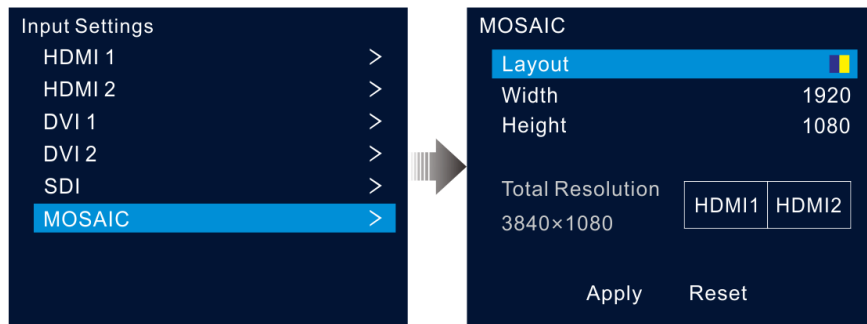 Input Settings
HDMI 1 >
HDMI 2 >
DVI 1 >
DVI 2 >
SDI >
MOSAIC >
MOSAIC
Layout
Width 1920
Height 1080
Total Resolution
3840×1080
HDMI1 HDMI2
Apply Reset